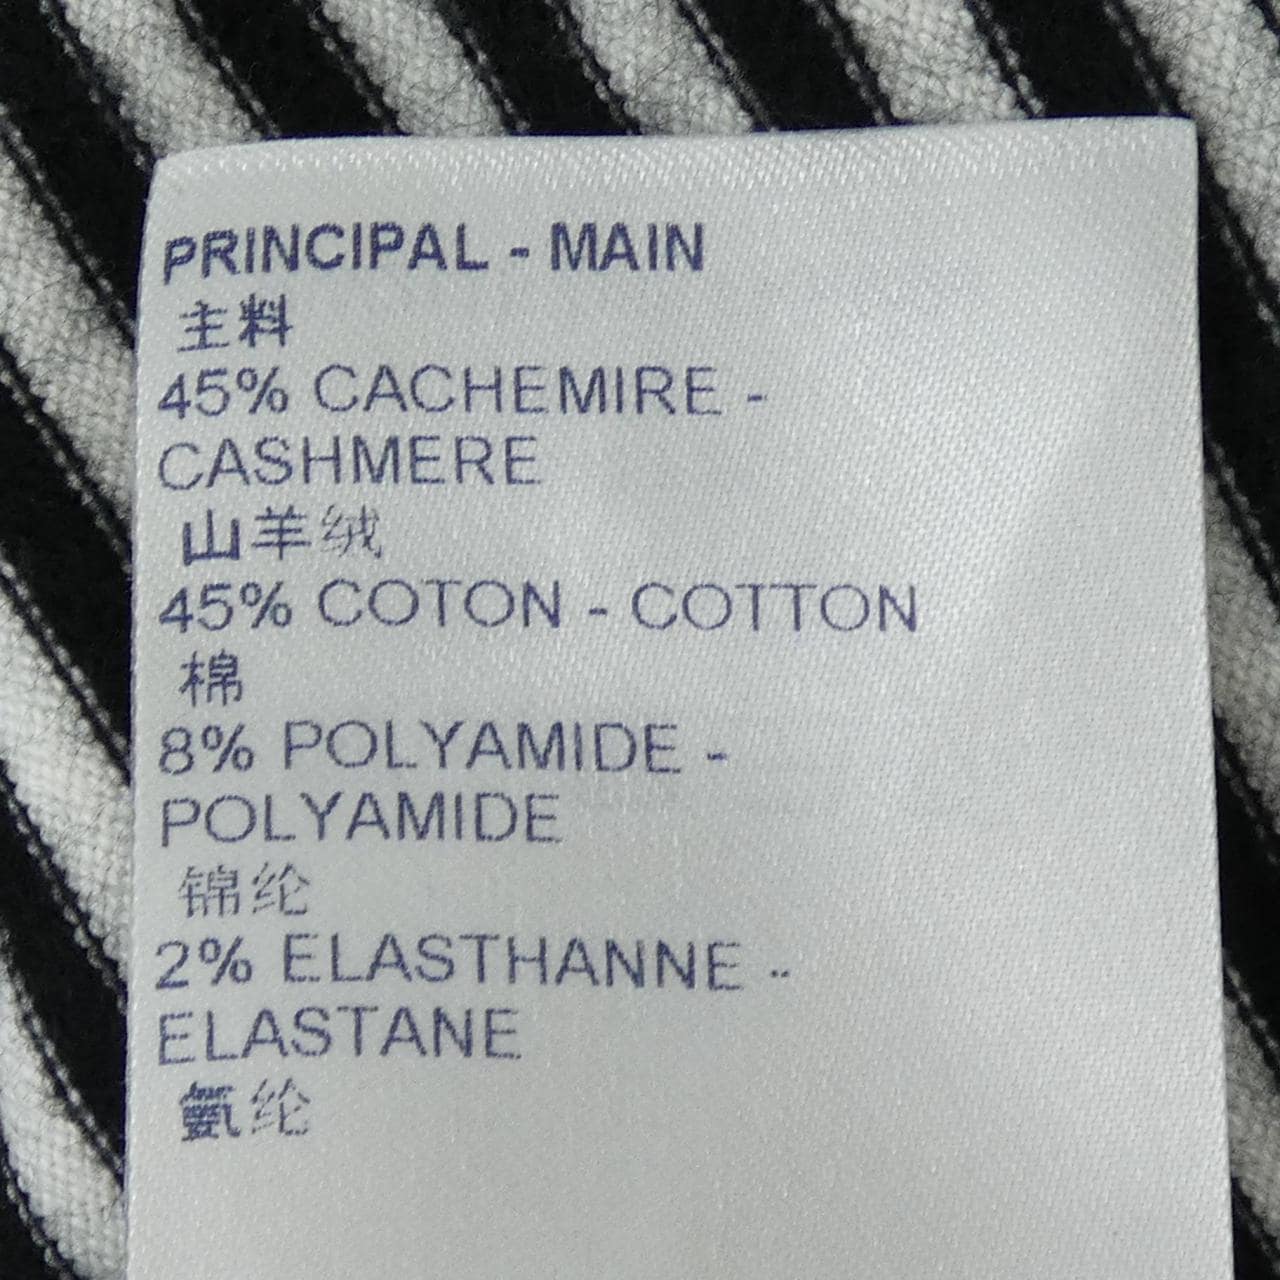 PRINCIPAL - MAIN
主料
45% CACHEMIRE -
CASHMERE
山羊绒
45% COTON - COTTON
棉
8% POLYAMIDE -
POLYAMIDE
锦纶
2% ELASTHANNE -
ELASTANE
氨纶